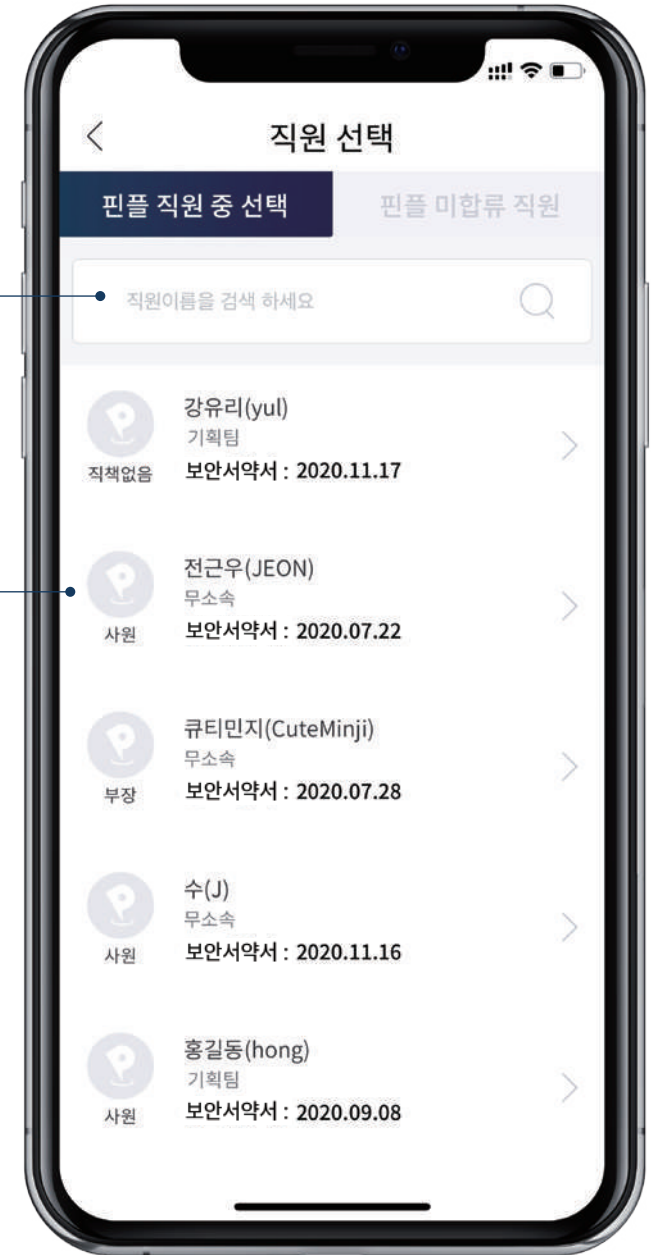 직원 선택
핀플 직원 중 선택
핀플 미합류 직원
직원이름을 검색 하세요
강유리(yul)
기획팀
직책없음
보안서약서 : 2020.11.17
전근우(JEON)
무소속
사원
보안서약서 : 2020.07.22
큐티민지(CuteMinji)
무소속
부장
보안서약서 : 2020.07.28
수(J)
무소속
사원
보안서약서 : 2020.11.16
홍길동(hong)
기획팀
사원
보안서약서 : 2020.09.08